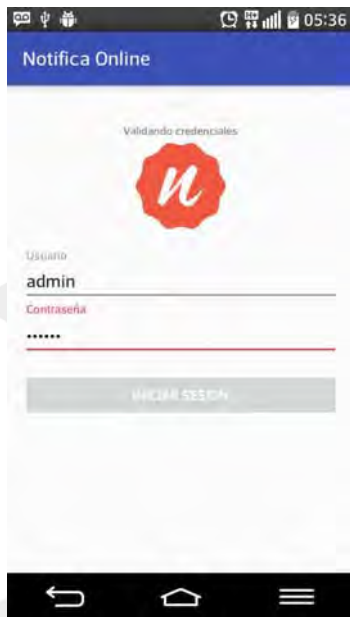 05:36
Notifica Online
Validando credenciales
n
Usuario
admin
Contraseña
••••••
INICIAR SESIÓN